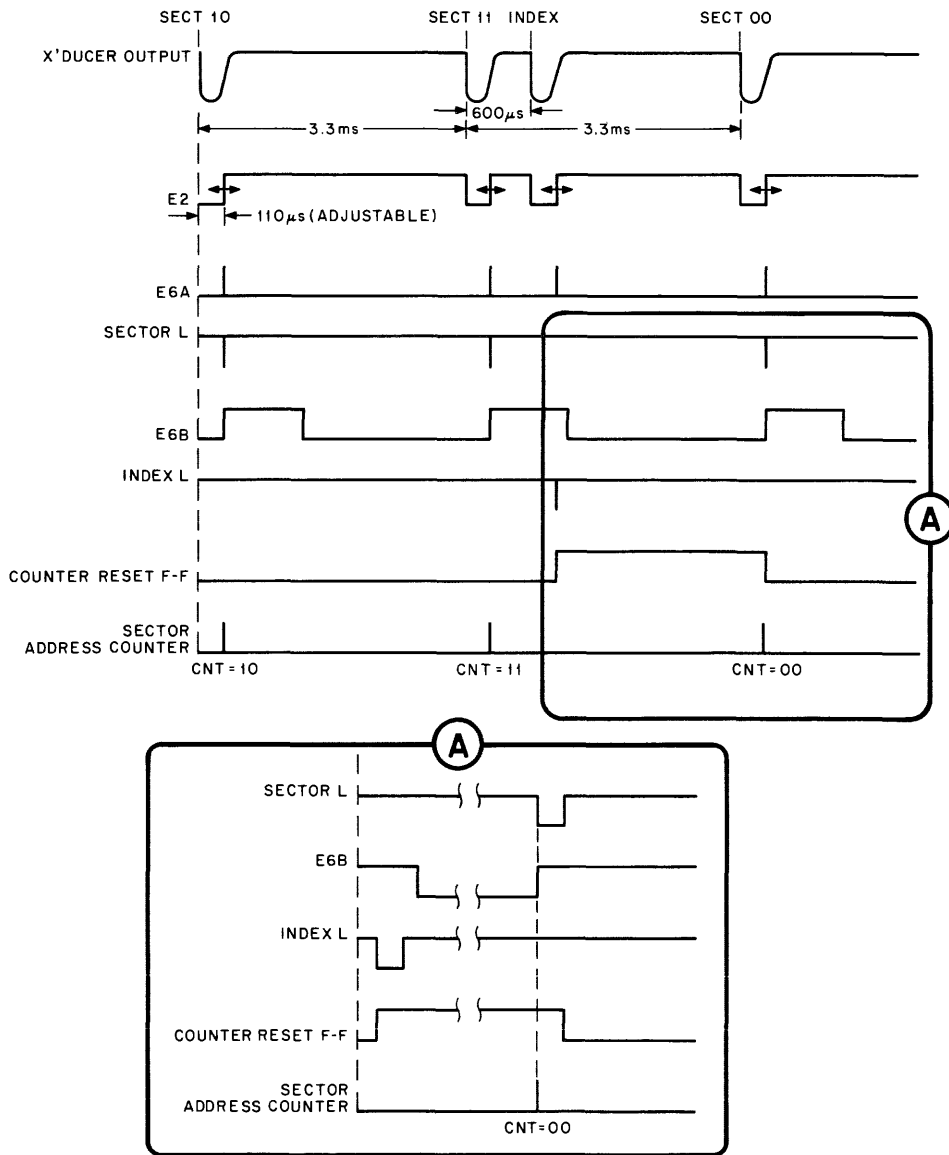 SECT 10 SECT 11 INDEX SECT 00
X'DUCER OUTPUT
600µs
3.3ms 3.3ms
E2
110µs (ADJUSTABLE)
E6A
SECTOR L
E6B
INDEX L
A
COUNTER RESET F-F
SECTOR
ADDRESS COUNTER
CNT=10 CNT=11 CNT=00
A
SECTOR L
E6B
INDEX L
COUNTER RESET F-F
SECTOR
ADDRESS COUNTER
CNT=00